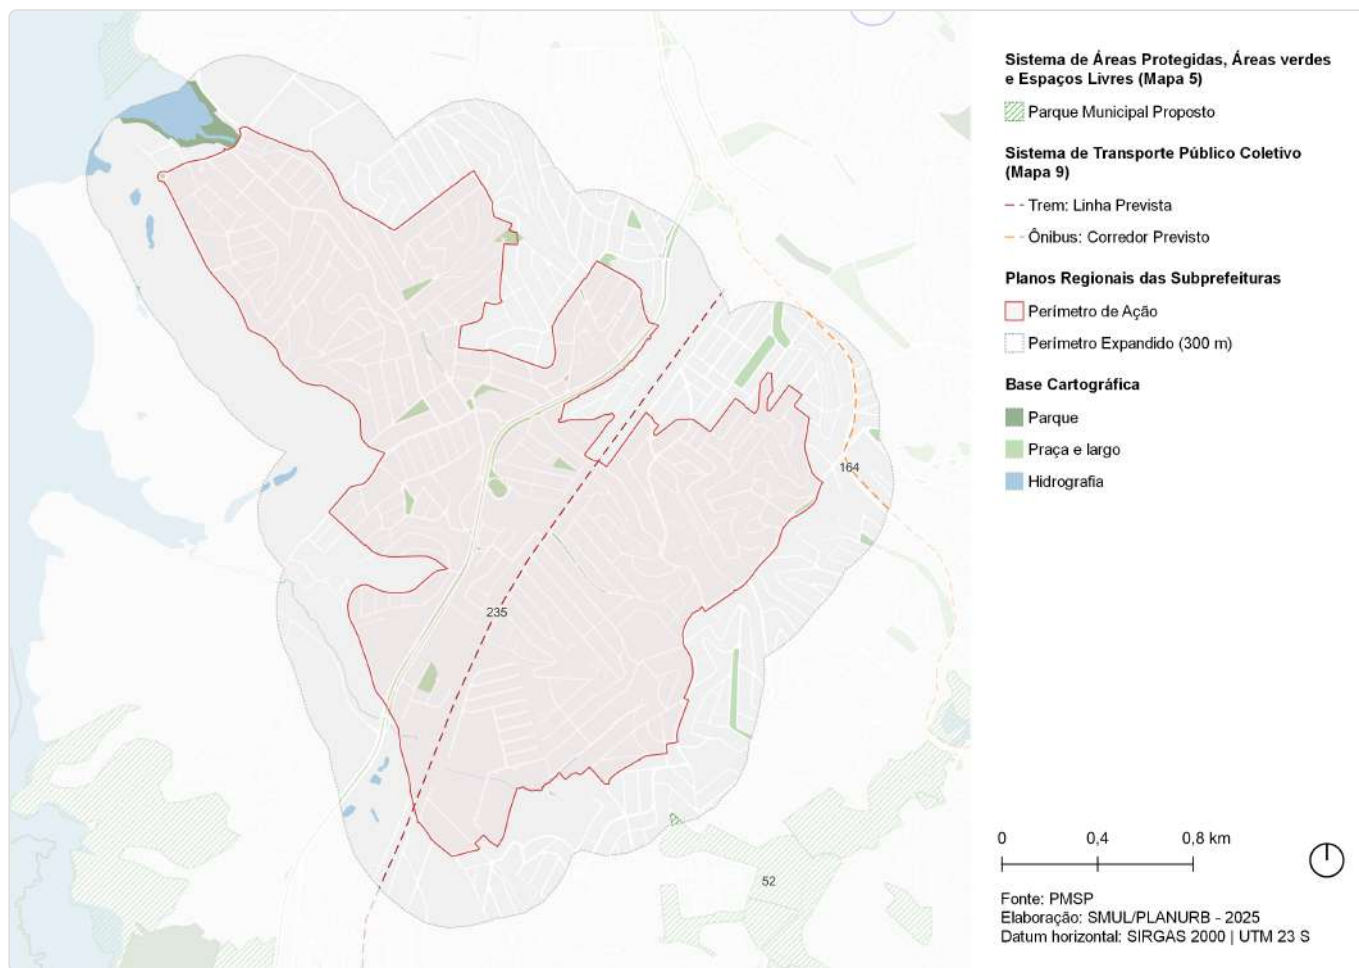 Sistema de Áreas Protegidas, Áreas verdes
e Espaços Livres (Mapa 5)
Parque Municipal Proposto
Sistema de Transporte Público Coletivo
(Mapa 9)
Trem: Linha Prevista
Ônibus: Corredor Previsto
Planos Regionais das Subprefeituras
Perímetro de Ação
Perímetro Expandido (300 m)
Base Cartográfica
Parque
Praça e largo
Hidrografia
164
235
52
0 0,4 0,8 km
Fonte: PMSP
Elaboração: SMUL/PLANURB - 2025
Datum horizontal: SIRGAS 2000 | UTM 23 S